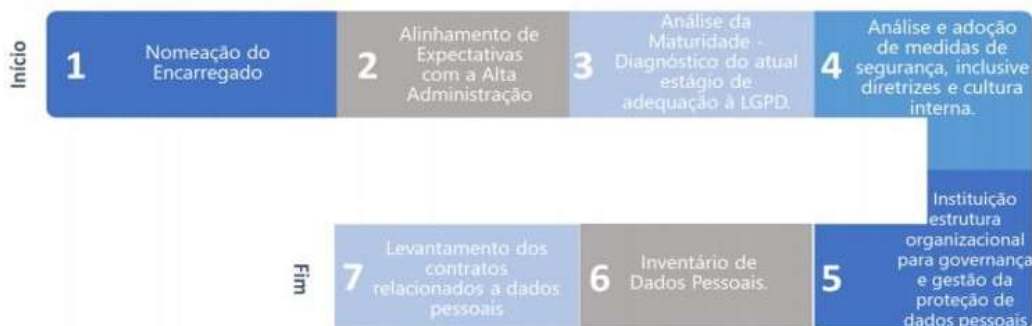 Início
1
Nomeação do
Encarregado
2
Alinhamento de
Expectativas
com a Alta
Administração
3
Análise da
Maturidade -
Diagnóstico do atual
estágio de
adequação à LGPD.
4
Análise e adoção
de medidas de
segurança, inclusive
diretrizes e cultura
interna.
5
Instituição
estrutura
organizacional
para governança
e gestão da
proteção de
dados pessoais
6
Inventário de
Dados Pessoais.
7
Levantamento dos
contratos
relacionados a dados
pessoais
Fim